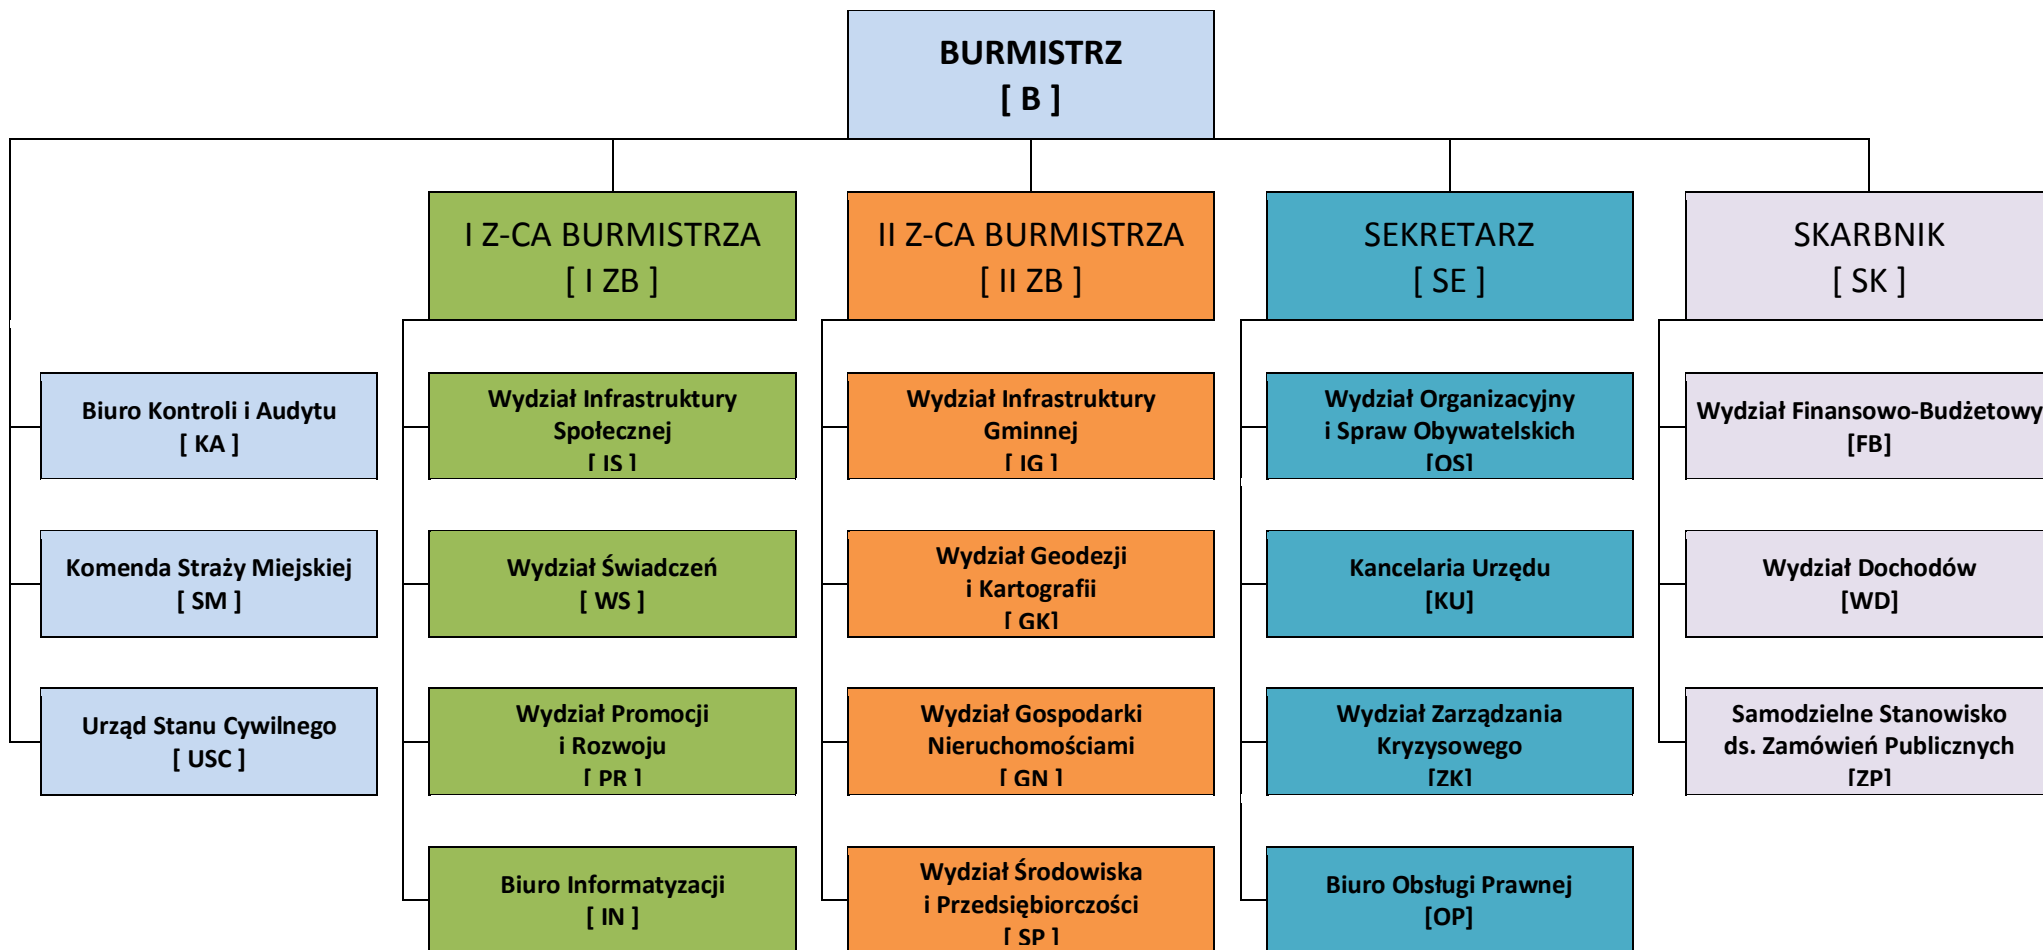 BURMISTRZ
[ B ]
I Z-CA BURMISTRZA
[ I ZB ]
II Z-CA BURMISTRZA
[ II ZB ]
SEKRETARZ
[ SE ]
SKARBNIK
[ SK ]
Biuro Kontroli i Audytu
[ KA ]
Wydział Infrastruktury
Społecznej
[ IS ]
Wydział Infrastruktury
Gminnej
[ IG ]
Wydział Organizacyjny
i Spraw Obywatelskich
[OS]
Wydział Finansowo-Budżetowy
[FB]
Komenda Straży Miejskiej
[ SM ]
Wydział Świadczeń
[ WS ]
Wydział Geodezji
i Kartografii
[ GK]
Kancelaria Urzędu
[KU]
Wydział Dochodów
[WD]
Urząd Stanu Cywilnego
[ USC ]
Wydział Promocji
i Rozwoju
[ PR ]
Wydział Gospodarki
Nieruchomościami
[ GN ]
Wydział Zarządzania
Kryzysowego
[ZK]
Samodzielne Stanowisko
ds. Zamówień Publicznych
[ZP]
Biuro Informatyzacji
[ IN ]
Wydział Środowiska
i Przedsiębiorczości
[ SP ]
Biuro Obsługi Prawnej
[OP]